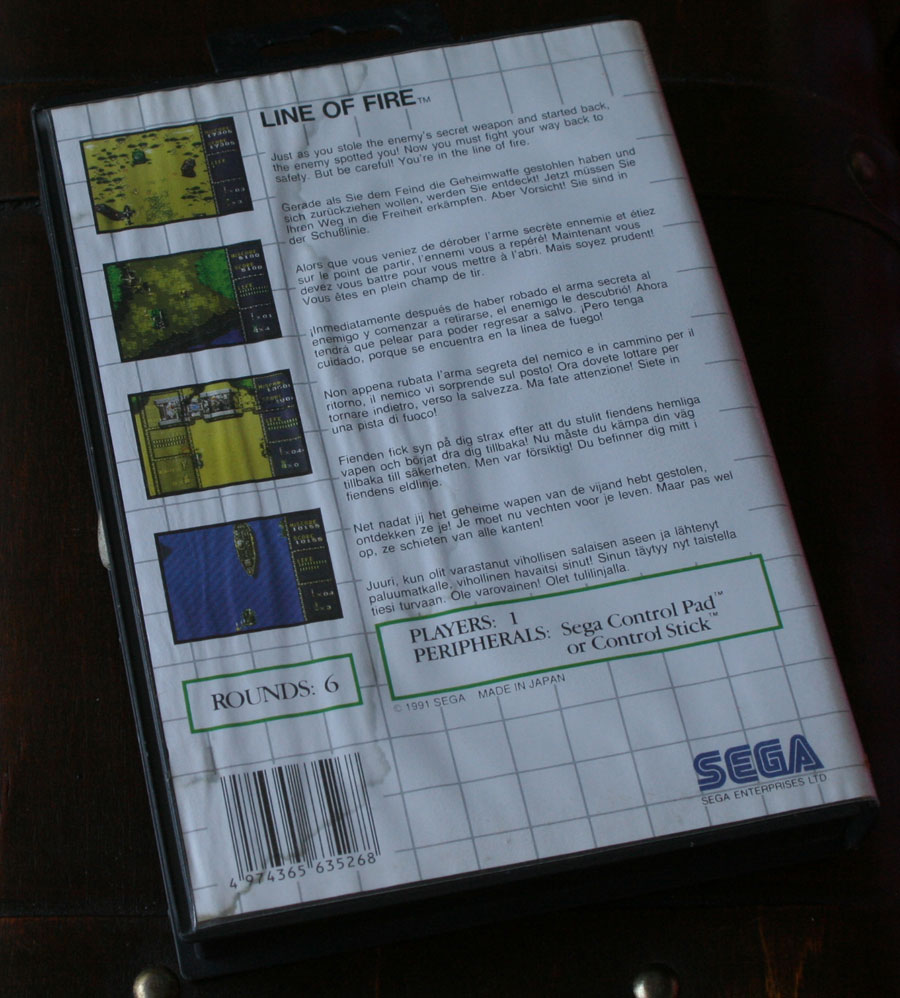 LINE OF FIRE™
Just as you stole the enemy's secret weapon and started back,
the enemy spotted you! Now you must fight your way back to
safety. But be careful! You're in the line of fire.
Gerade als Sie dem Feind die Geheimwaffe gestohlen haben und
sich zurückziehen wollen, werden Sie entdeckt! Jetzt müssen Sie
Ihren Weg in die Freiheit erkämpfen. Aber Vorsicht! Sie sind in
der Schußlinie.
Alors que vous veniez de dérober l'arme secrète ennemie et étiez
sur le point de partir, l'ennemi vous a repéré! Maintenant vous
devez vous battre pour vous mettre à l'abri. Mais soyez prudent!
Vous êtes en plein champ de tir.
¡Inmediatamente después de haber robado el arma secreta al
enemigo y comenzar a retirarse, el enemigo le descubrió! Ahora
tendrá que pelear para poder regresar a salvo. ¡Pero tenga
cuidado, porque se encuentra en la línea de fuego!
Non appena rubata l'arma segreta del nemico e in cammino per il
ritorno, il nemico vi sorprende sul posto! Ora dovete lottare per
tornare indietro, verso la salvezza. Ma fate attenzione! Siete in
una pista di fuoco!
Fienden fick syn på dig strax efter att du stulit fiendens hemliga
vapen och börjat dra dig tillbaka! Nu måste du kämpa din väg
tillbaka till säkerheten. Men var försiktig! Du befinner dig mitt i
fiendens eldlinje.
Net nadat jij het geheime wapen van de vijand hebt gestolen,
ontdekken ze je! Je moet nu vechten voor je leven. Maar pas wel
op, ze schieten van alle kanten!
Juuri, kun olit varastanut vihollisen salaisen aseen ja lähtenyt
paluumatkalle, vihollinen havaitsi sinut! Sinun täytyy nyt taistella
tiesi turvaan. Ole varovainen! Olet tulilinjalla.
PLAYERS: 1
PERIPHERALS: Sega Control Pad™
or Control Stick™
ROUNDS: 6
© 1991 SEGA MADE IN JAPAN
SEGA
SEGA ENTERPRISES LTD
4 974365 635268